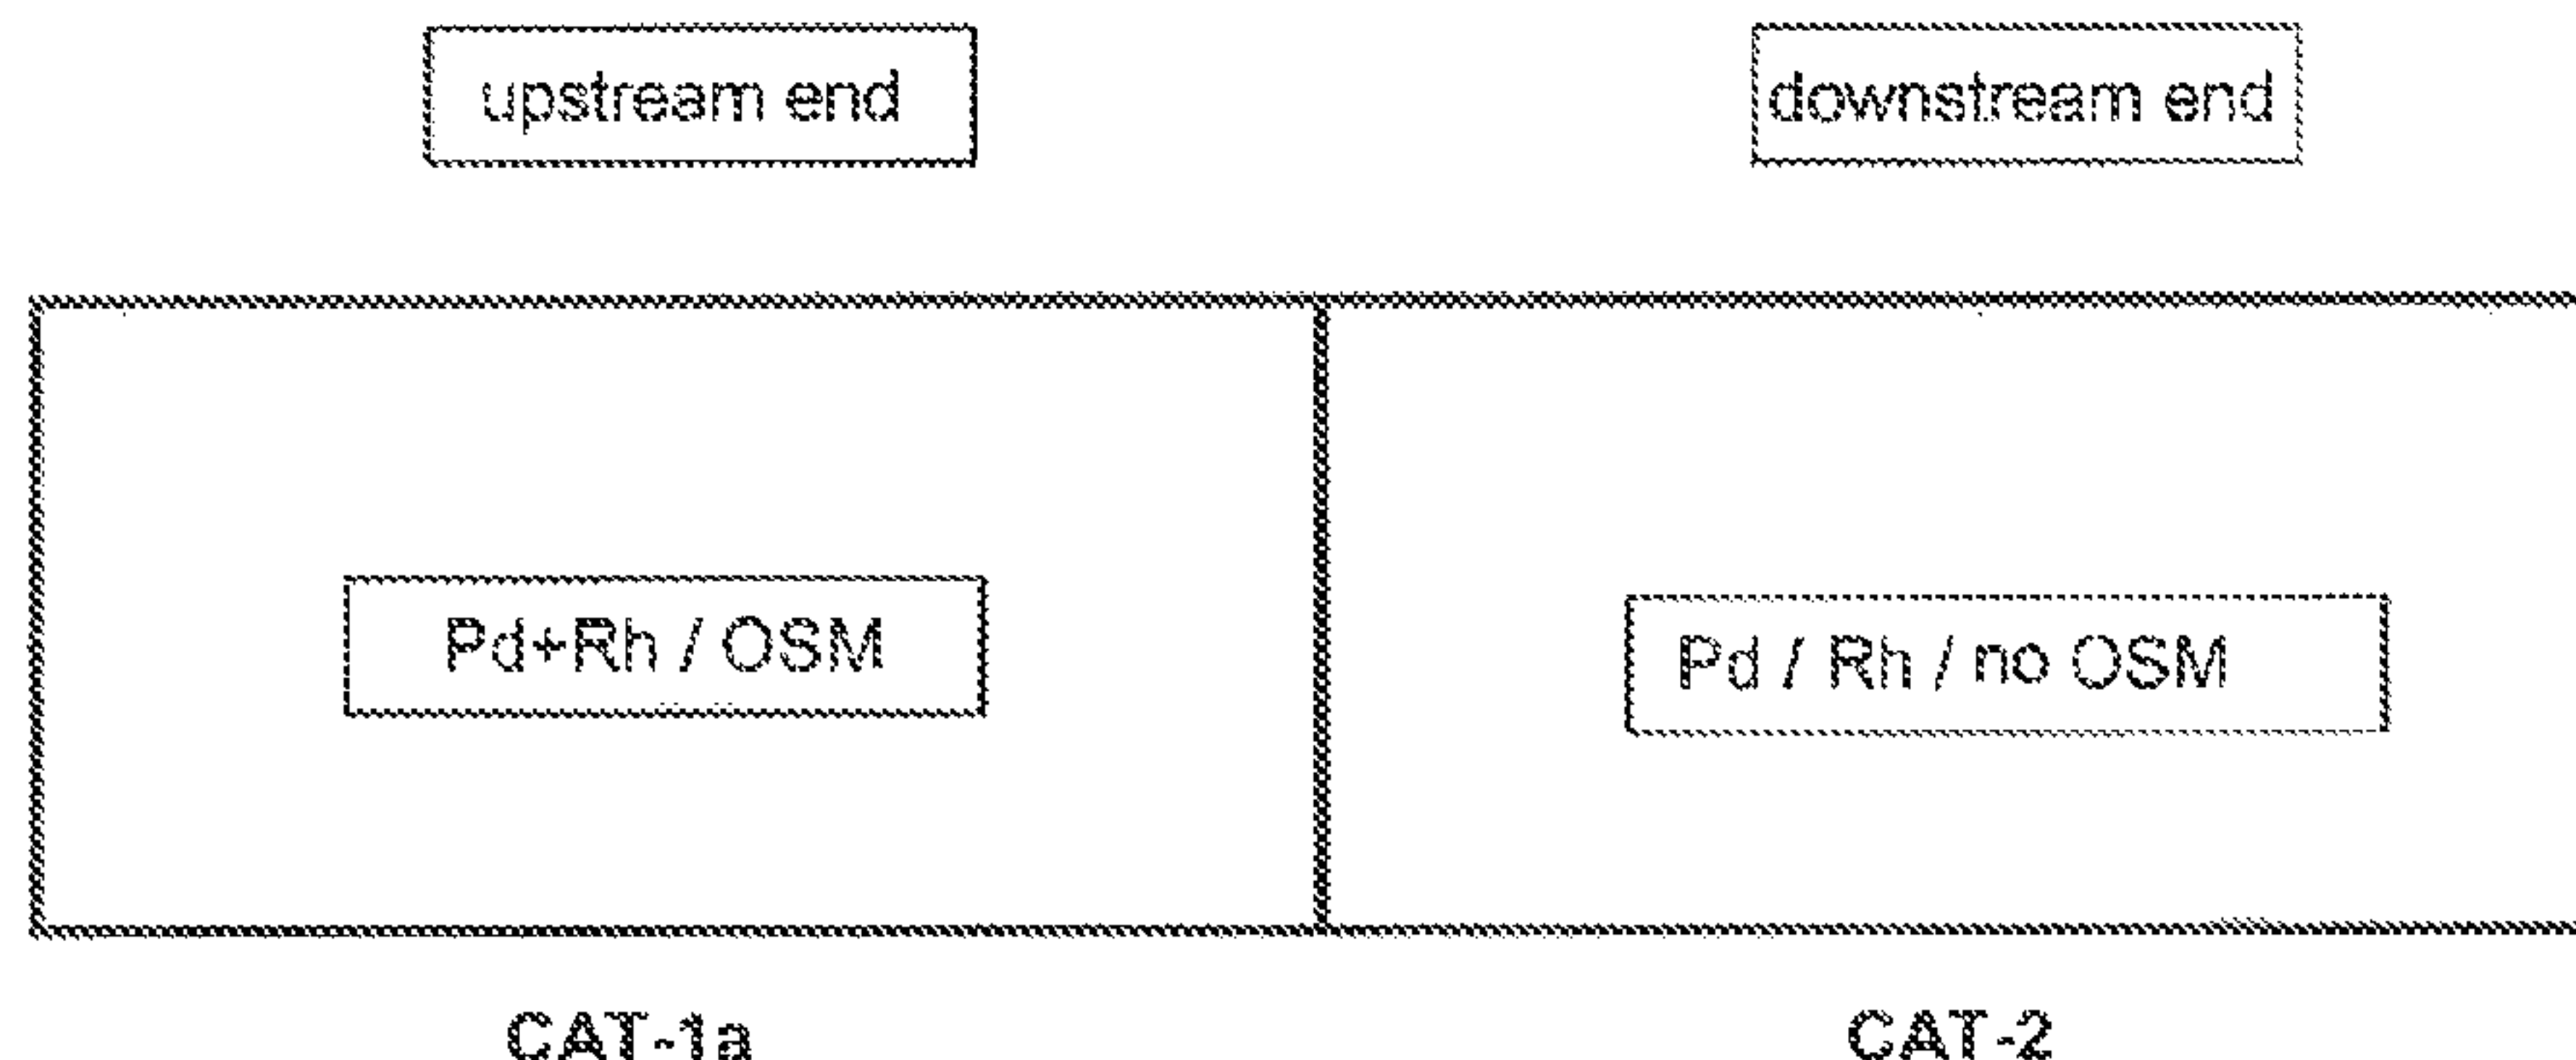 upstream end
downstream end
Pd+Rh / OSM
Pd / Rh / no OSM
CAT-1a
CAT-2